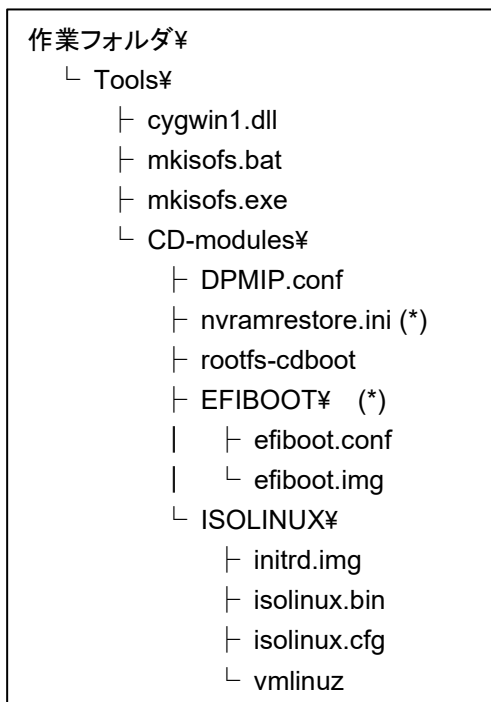 作業フォルダ¥
└ Tools¥
├ cygwin1.dll
├ mkisofs.bat
├ mkisofs.exe
└ CD-modules¥
├ DPMIP.conf
├ nvramrestore.ini (*)
├ rootfs-cdboot
├ EFIBOOT¥ (*)
│ ├ efiboot.conf
│ └ efiboot.img
└ ISOLINUX¥
├ initrd.img
├ isolinux.bin
├ isolinux.cfg
└ vmlinuz